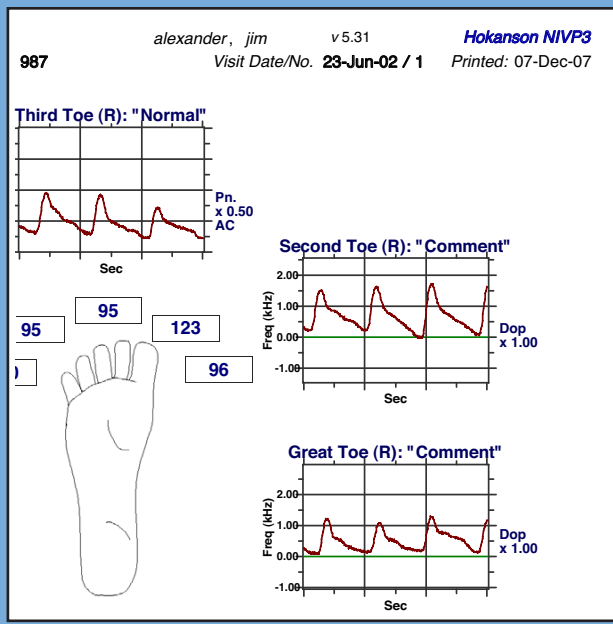 alexander, jim v 5.31 Hokanson NIVP3
987 Visit Date/No. 23-Jun-02 / 1 Printed: 07-Dec-07
Third Toe (R): "Normal"
Pn.
x 0.50
AC
Sec
Second Toe (R): "Comment"
2.00
1.00
0.00
-1.00
Freq (kHz)
Dop
x 1.00
Sec
95
95
123
96
Great Toe (R): "Comment"
2.00
1.00
0.00
-1.00
Freq (kHz)
Dop
x 1.00
Sec